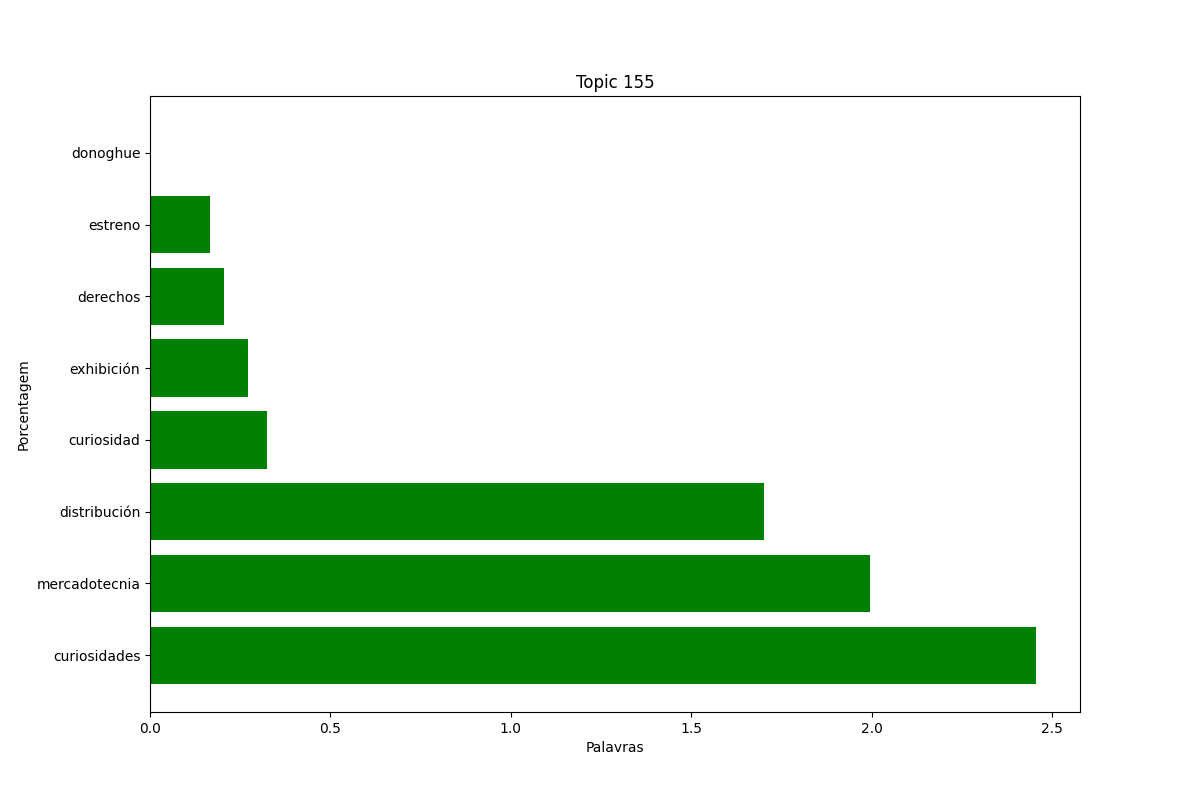 Topic 155
donoghue
estreno
derechos
exhibición
curiosidad
distribución
mercadotecnia
curiosidades
Porcentagem
0.0 0.5 1.0 1.5 2.0 2.5
Palavras